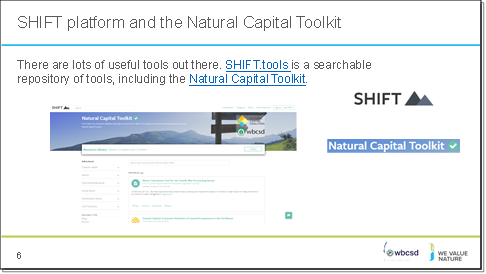 SHIFT platform and the Natural Capital Toolkit
There are lots of useful tools out there. SHIFT.tools is a searchable
repository of tools, including the Natural Capital Toolkit.
SHIFT
SHIFT
Natural Capital Toolkit
wbcsd
Natural Capital Toolkit
6
wbcsd
WE VALUE
NATURE